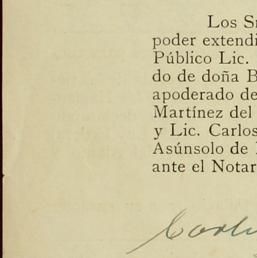 Los S
poder extendi
Público Lic.
do de doña B
apoderado de
Martínez del
y Lic. Carlos
Asúnsolo de
ante el Notar
Carlo